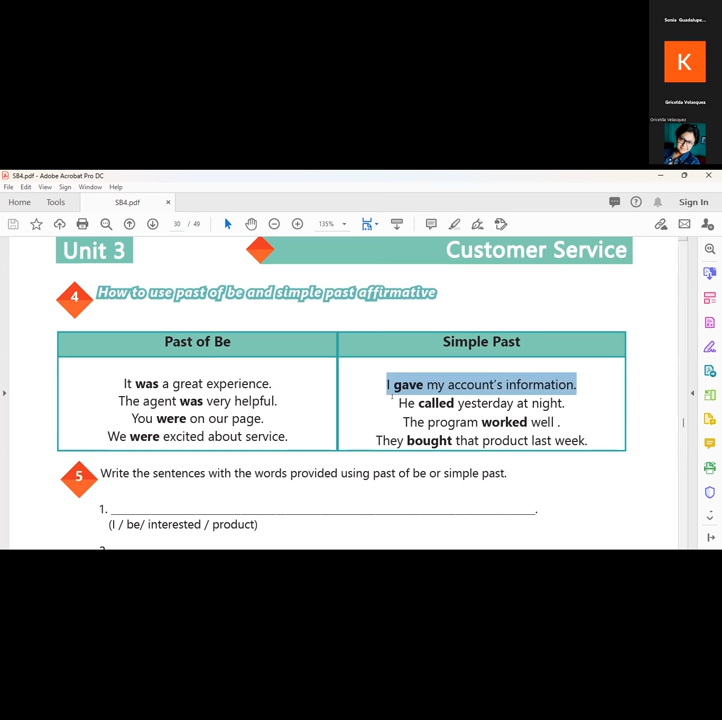 Sonia Guadalupe...
K
Gricelda Velasquez
Gricelda Velasquez
SB4.pdf - Adobe Acrobat Pro DC
File Edit View Sign Window Help
Home Tools SB4.pdf × Sign In
30 / 49 135%
Unit 3 Customer Service
4 How to use past of be and simple past affirmative
Past of Be Simple Past
It was a great experience. I gave my account's information.
The agent was very helpful. He called yesterday at night.
You were on our page. The program worked well .
We were excited about service. They bought that product last week.
5 Write the sentences with the words provided using past of be or simple past.
1. ___________________________________________.
(I / be/ interested / product)